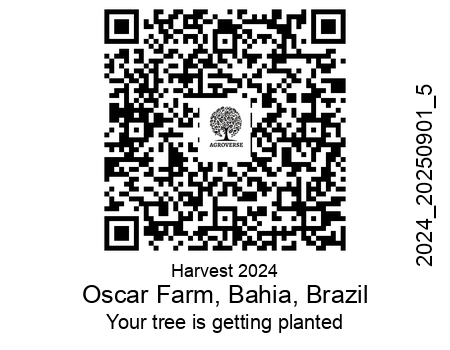 AGROVERSE
2024_20250901_5
Harvest 2024
Oscar Farm, Bahia, Brazil
Your tree is getting planted